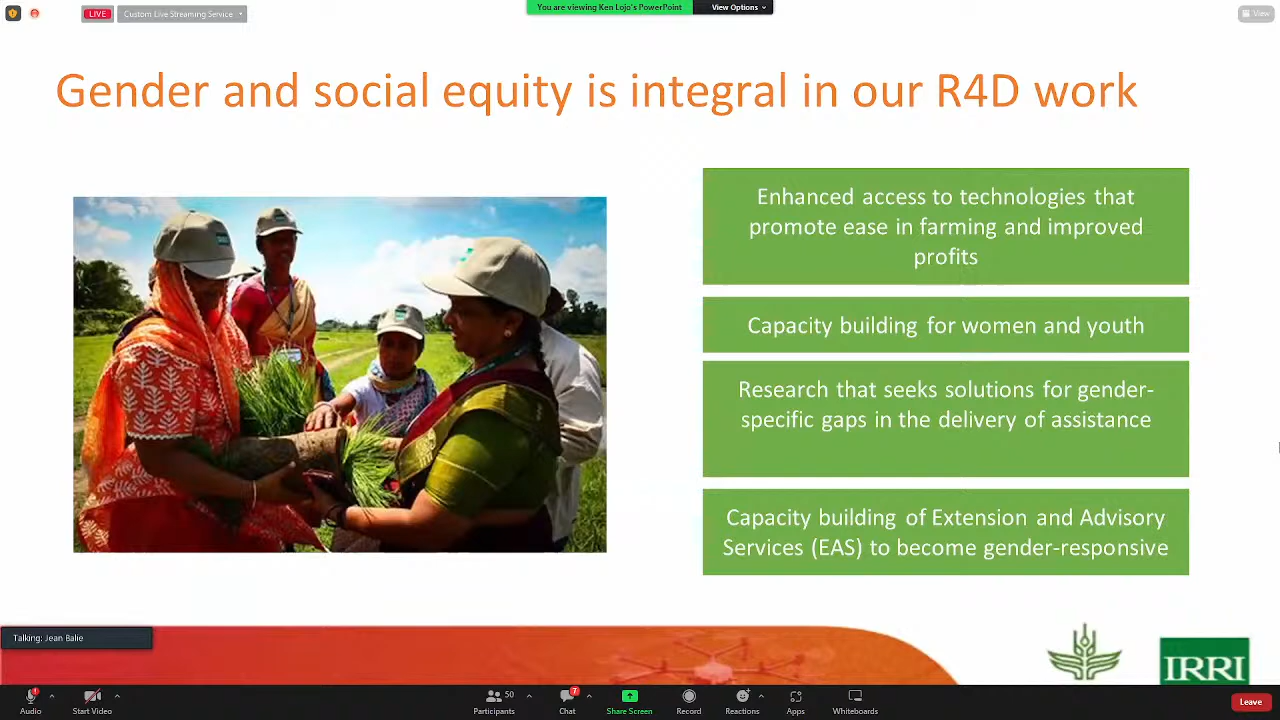 LIVE
Custom Live Streaming Service
You are viewing Ken Lojo's PowerPoint
View Options
View
Gender and social equity is integral in our R4D work
Enhanced access to technologies that
promote ease in farming and improved
profits
Capacity building for women and youth
Research that seeks solutions for gender-
specific gaps in the delivery of assistance
Capacity building of Extension and Advisory
Services (EAS) to become gender-responsive
Talking: Jean Balie
IRRI
Audio
Start Video
50
Participants
7
Chat
Share Screen
Record
Reactions
Apps
Whiteboards
Leave